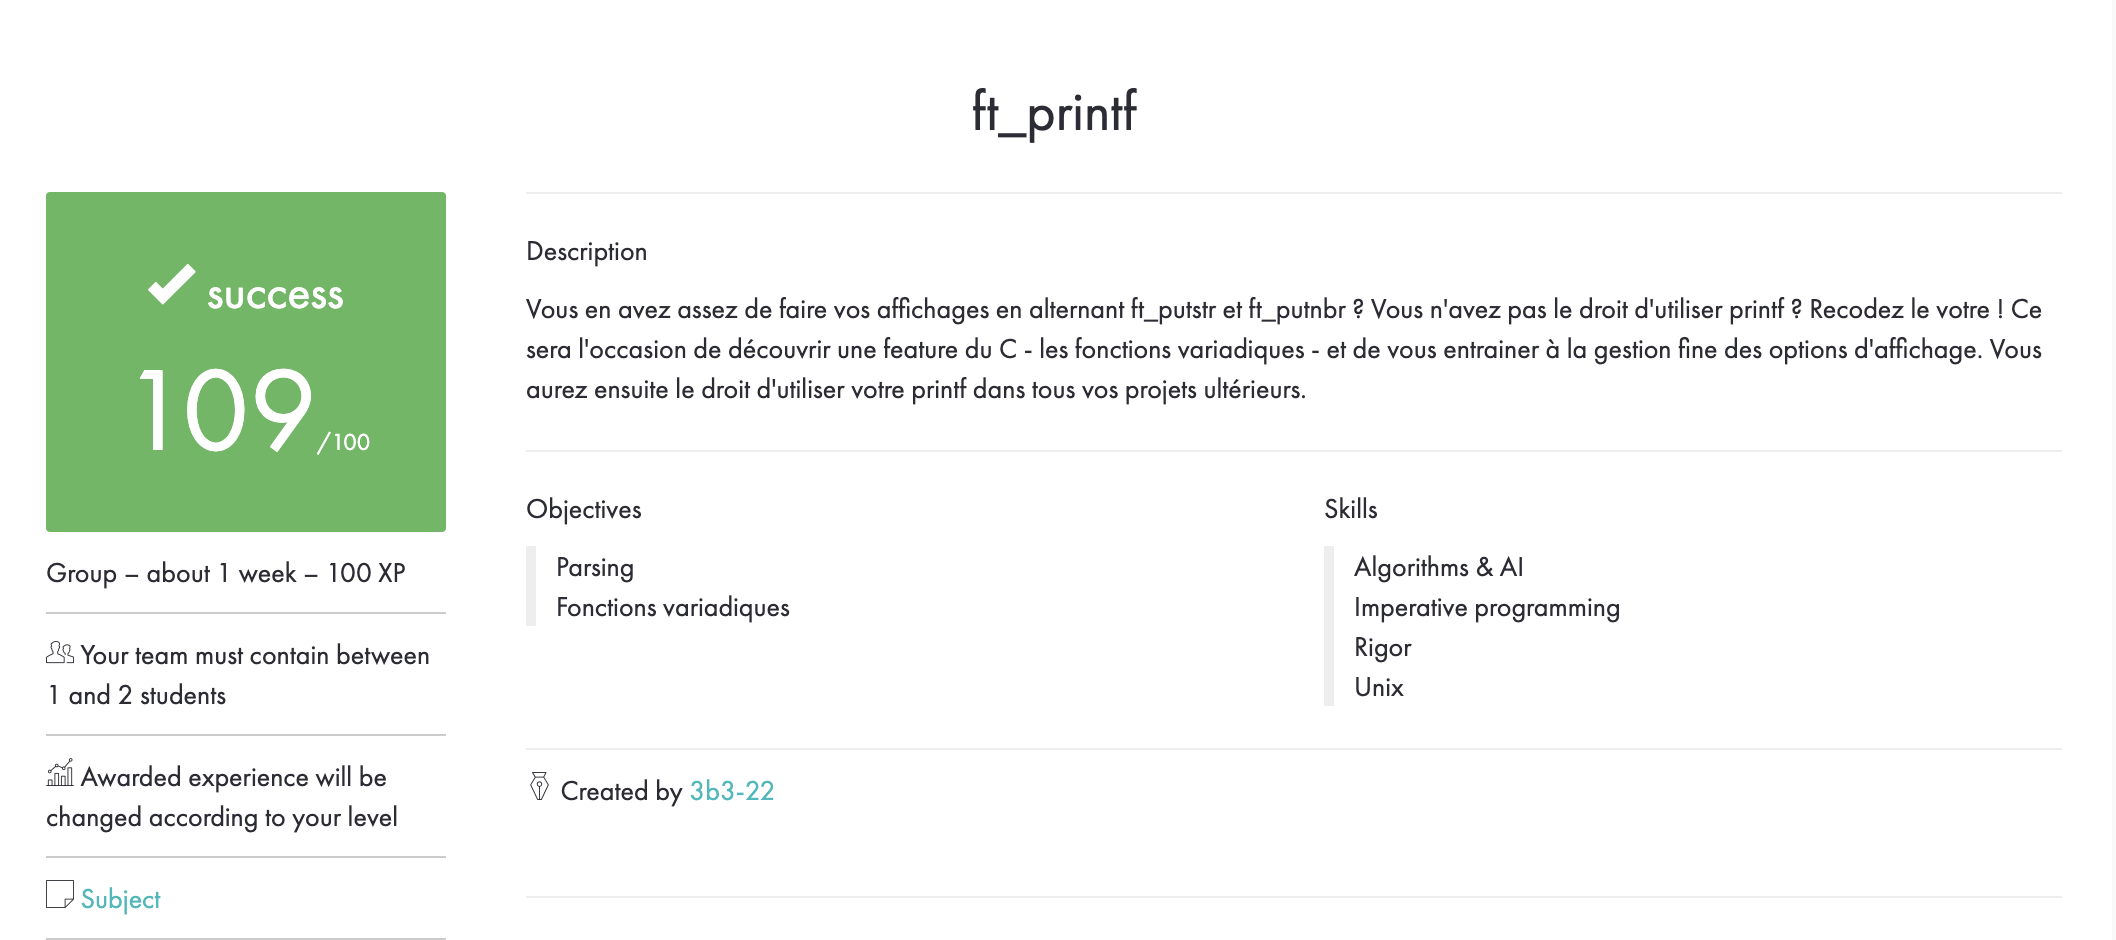 ft_printf
success
109/100
Group – about 1 week – 100 XP
Your team must contain between
1 and 2 students
Awarded experience will be
changed according to your level
Subject
Description
Vous en avez assez de faire vos affichages en alternant ft_putstr et ft_putnbr ? Vous n'avez pas le droit d'utiliser printf ? Recodez le votre ! Ce
sera l'occasion de découvrir une feature du C - les fonctions variadiques - et de vous entrainer à la gestion fine des options d'affichage. Vous
aurez ensuite le droit d'utiliser votre printf dans tous vos projets ultérieurs.
Objectives
Parsing
Fonctions variadiques
Skills
Algorithms & AI
Imperative programming
Rigor
Unix
Created by 3b3-22